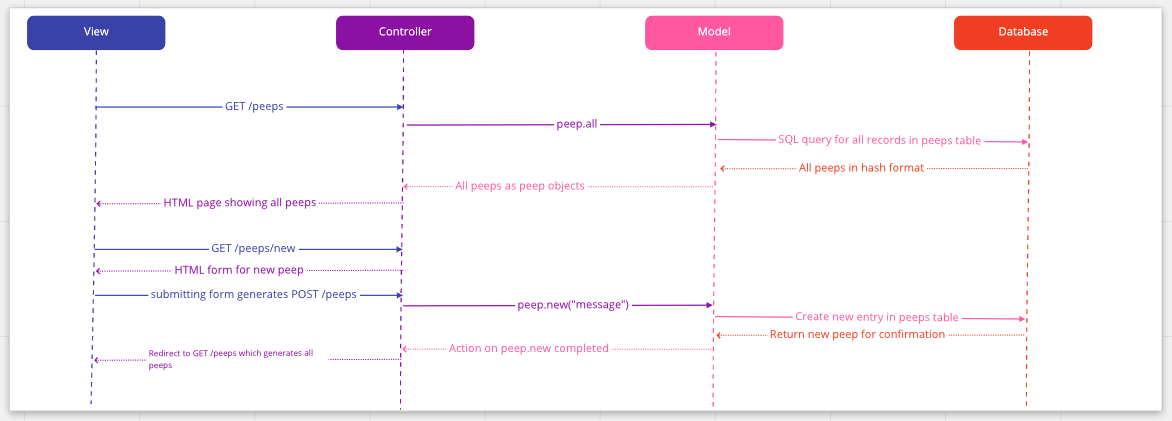 View
Controller
Model
Database
GET /peeps
peep.all
SQL query for all records in peeps table
All peeps in hash format
All peeps as peep objects
HTML page showing all peeps
GET /peeps/new
HTML form for new peep
submitting form generates POST /peeps
peep.new("message")
Create new entry in peeps table
Return new peep for confirmation
Action on peep.new completed
Redirect to GET /peeps which generates all
peeps